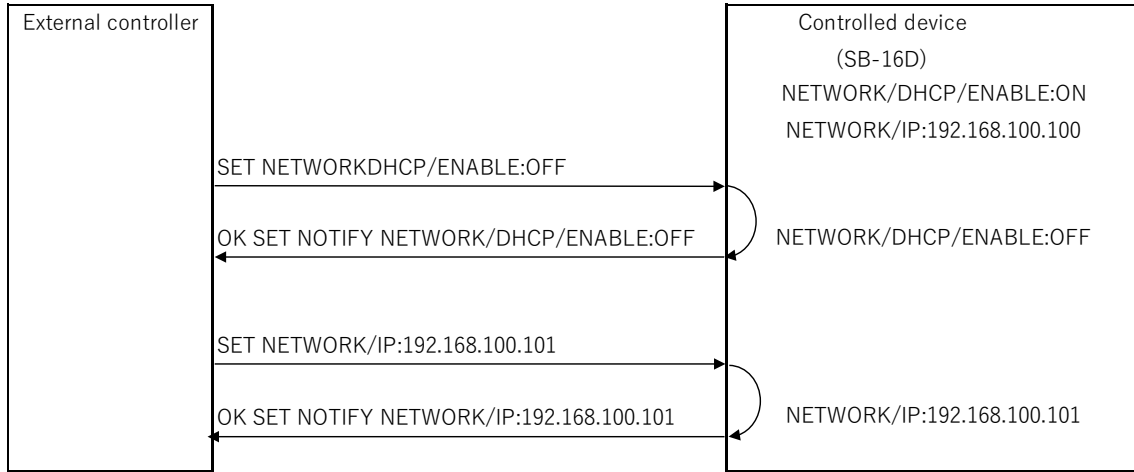 External controller
Controlled device
(SB-16D)
NETWORK/DHCP/ENABLE:ON
NETWORK/IP:192.168.100.100
SET NETWORKDHCP/ENABLE:OFF
OK SET NOTIFY NETWORK/DHCP/ENABLE:OFF
NETWORK/DHCP/ENABLE:OFF
SET NETWORK/IP:192.168.100.101
OK SET NOTIFY NETWORK/IP:192.168.100.101
NETWORK/IP:192.168.100.101